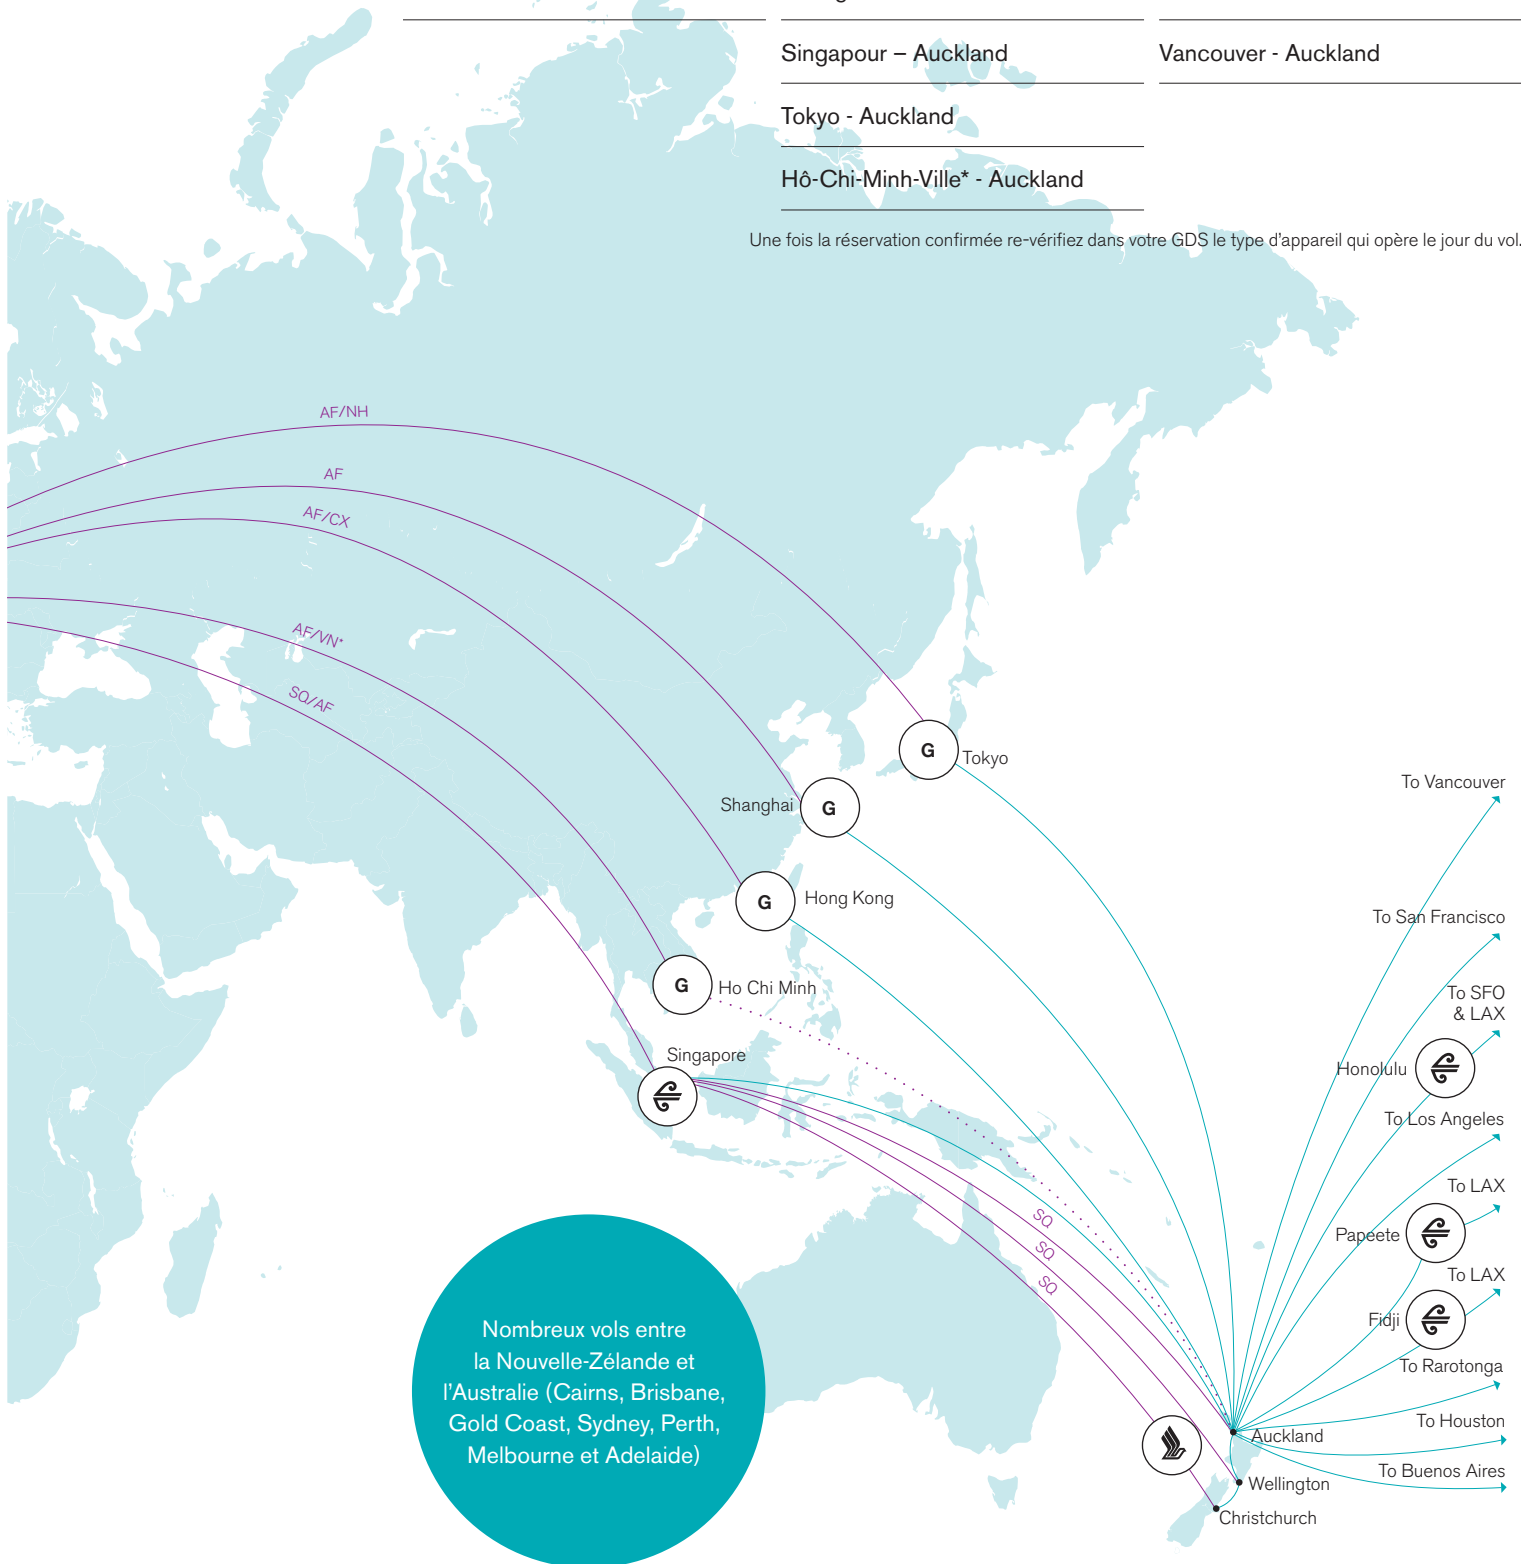 Singapour – Auckland
Vancouver - Auckland
Tokyo - Auckland
Hô-Chi-Minh-Ville* - Auckland
Une fois la réservation confirmée re-vérifiez dans votre GDS le type d'appareil qui opère le jour du vol.
AF/NH
AF
AF/CX
AF/VN*
SQ/AF
G
Tokyo
Shanghai
G
G
Hong Kong
G
Ho Chi Minh
Singapore
To Vancouver
To San Francisco
To SFO
& LAX
Honolulu
To Los Angeles
To LAX
Papeete
To LAX
Fidji
To Rarotonga
To Houston
To Buenos Aires
SQ
SQ
SQ
Auckland
Wellington
Christchurch
Nombreux vols entre
la Nouvelle-Zélande et
l'Australie (Cairns, Brisbane,
Gold Coast, Sydney, Perth,
Melbourne et Adelaide)